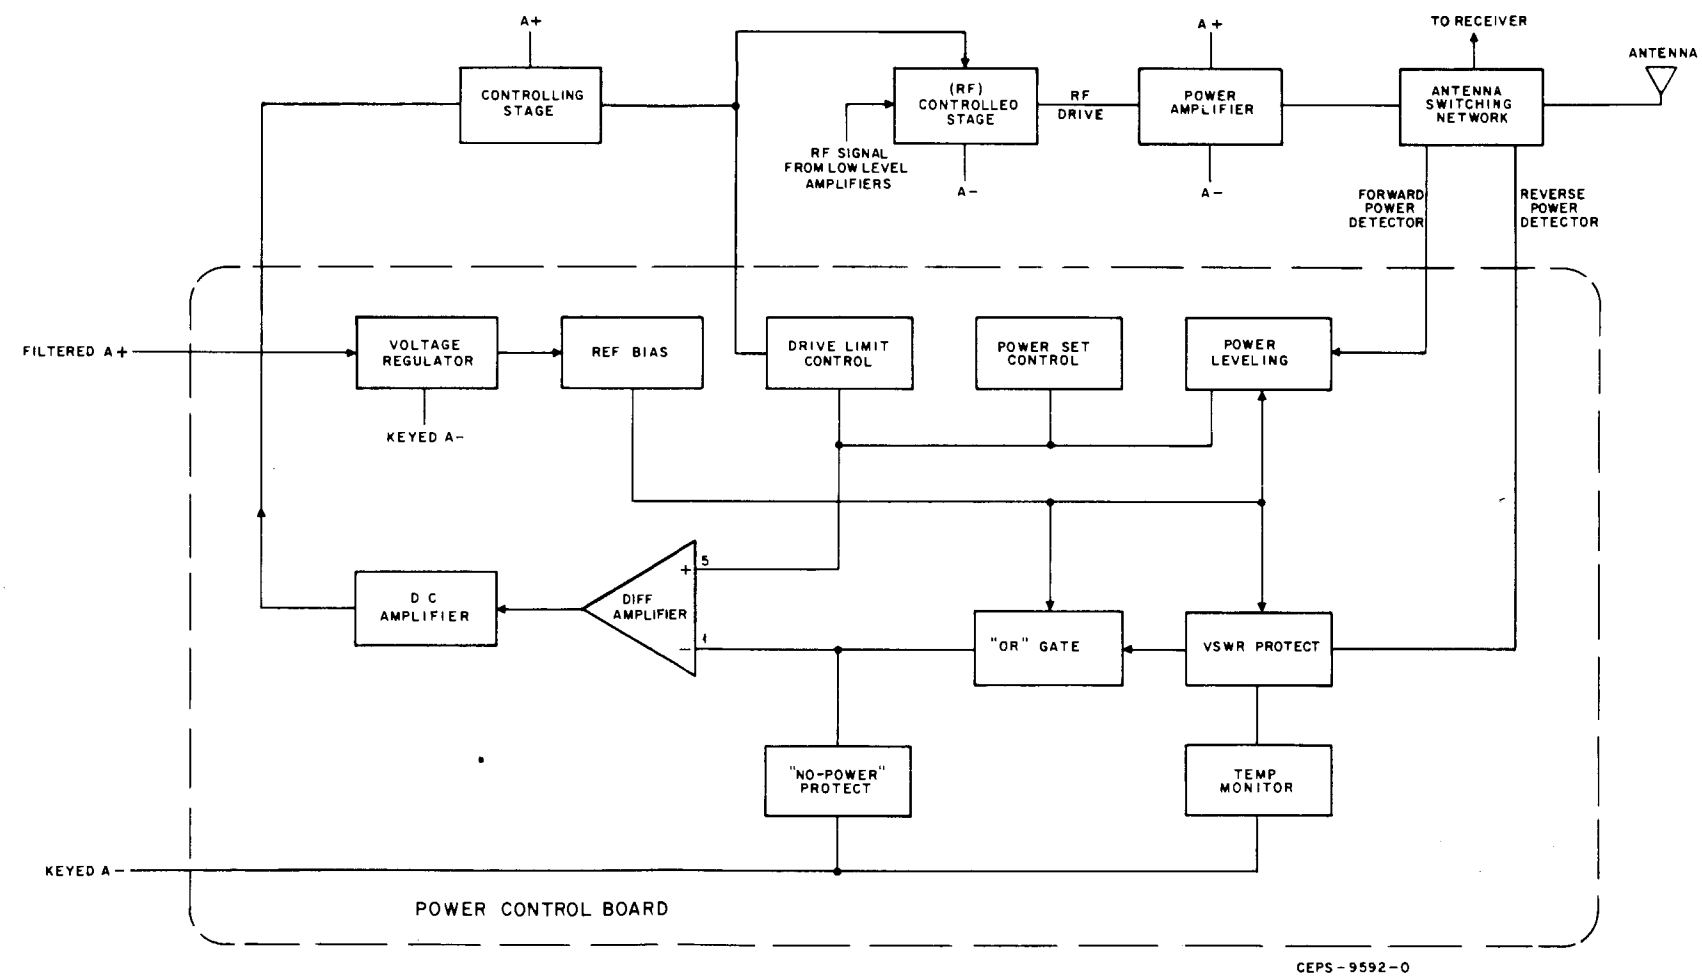 A+
A+
TO RECEIVER
ANTENNA
CONTROLLING
STAGE
(RF)
CONTROLLED
STAGE
RF
DRIVE
POWER
AMPLIFIER
ANTENNA
SWITCHING
NETWORK
RF SIGNAL
FROM LOW LEVEL
AMPLIFIERS
A-
A-
FORWARD
POWER
DETECTOR
REVERSE
POWER
DETECTOR
FILTERED A+
VOLTAGE
REGULATOR
REF BIAS
DRIVE LIMIT
CONTROL
POWER SET
CONTROL
POWER
LEVELING
KEYED A-
DC
AMPLIFIER
DIFF
AMPLIFIER
+
5
-
1
"OR" GATE
VSWR PROTECT
"NO-POWER"
PROTECT
TEMP
MONITOR
KEYED A-
POWER CONTROL BOARD
CEPS-9592-0